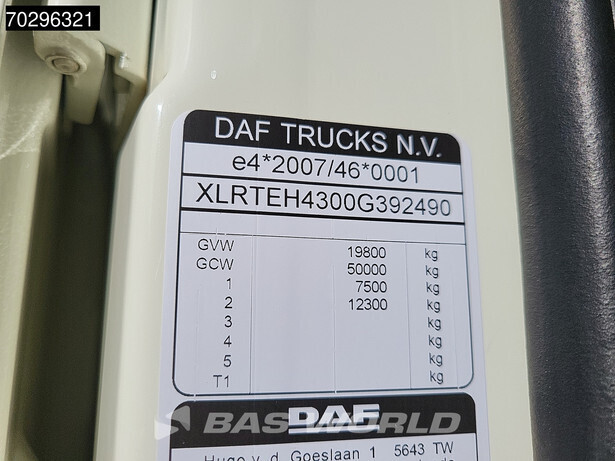 70296321
DAF TRUCKS N.V.
e4*2007/46*0001
XLRTEH4300G392490
GVW 19800 kg
GCW 50000 kg
1 7500 kg
2 12300 kg
3 kg
4 kg
5 kg
T1 kg
DAF
BAS WORLD
Hugo v. d. Goeslaan 1 5643 TW